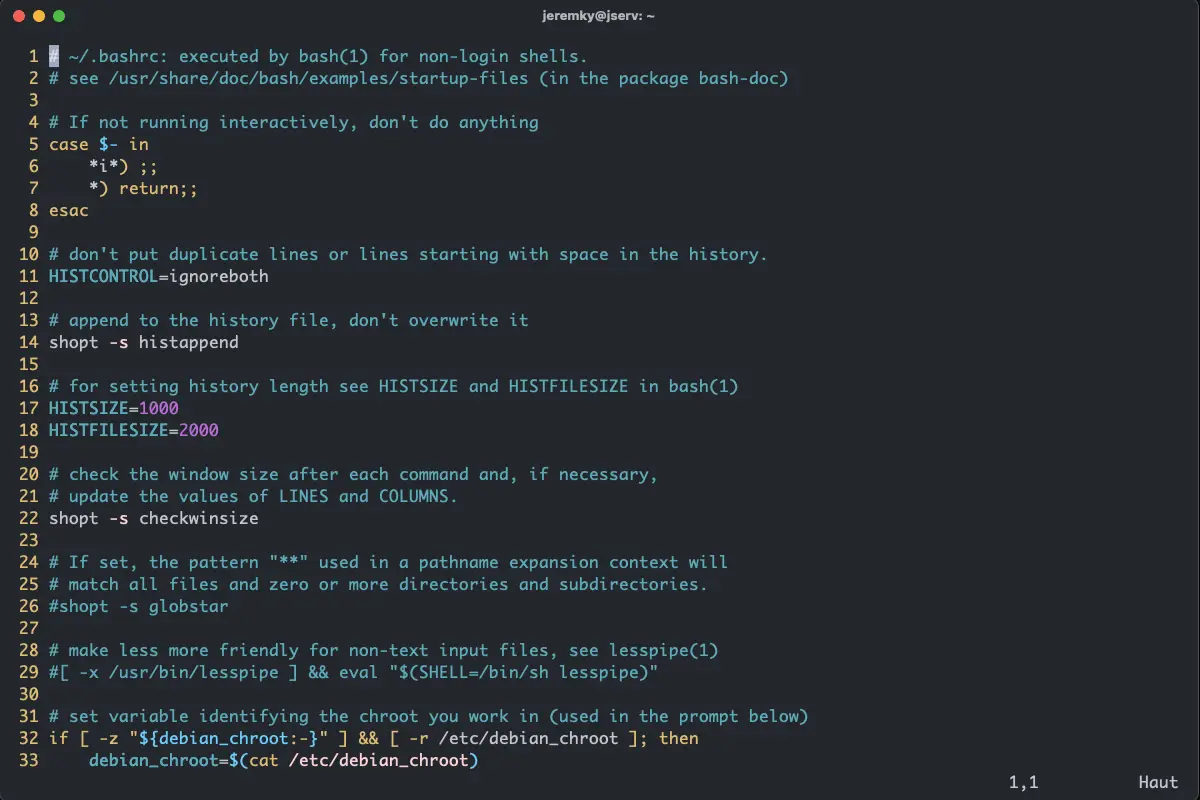 jeremky@jserv: ~
1 # ~/.bashrc: executed by bash(1) for non-login shells.
2 # see /usr/share/doc/bash/examples/startup-files (in the package bash-doc)
3
4 # If not running interactively, don't do anything
5 case $- in
6     *i*) ;;
7     *) return;;
8 esac
9
10 # don't put duplicate lines or lines starting with space in the history.
11 HISTCONTROL=ignoreboth
12
13 # append to the history file, don't overwrite it
14 shopt -s histappend
15
16 # for setting history length see HISTSIZE and HISTFILESIZE in bash(1)
17 HISTSIZE=1000
18 HISTFILESIZE=2000
19
20 # check the window size after each command and, if necessary,
21 # update the values of LINES and COLUMNS.
22 shopt -s checkwinsize
23
24 # If set, the pattern "**" used in a pathname expansion context will
25 # match all files and zero or more directories and subdirectories.
26 #shopt -s globstar
27
28 # make less more friendly for non-text input files, see lesspipe(1)
29 #[ -x /usr/bin/lesspipe ] && eval "$(SHELL=/bin/sh lesspipe)"
30
31 # set variable identifying the chroot you work in (used in the prompt below)
32 if [ -z "${debian_chroot:-}" ] && [ -r /etc/debian_chroot ]; then
33     debian_chroot=$(cat /etc/debian_chroot)
1,1 Haut